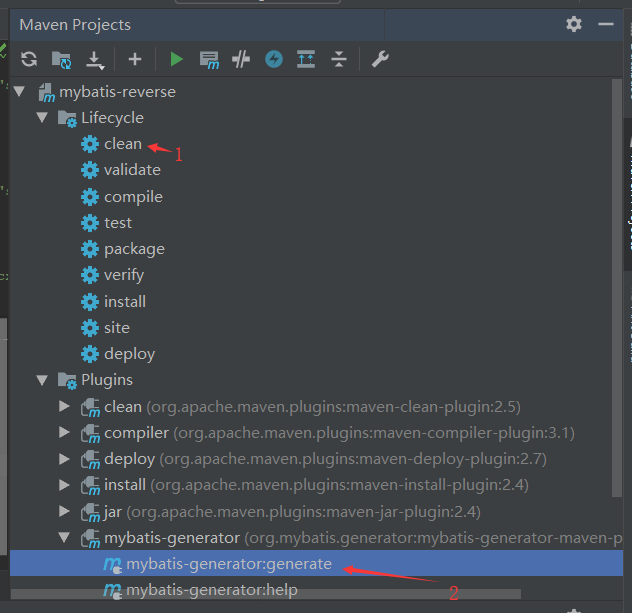 Maven Projects
mybatis-reverse
Lifecycle
clean
1
validate
compile
test
package
verify
install
site
deploy
Plugins
clean (org.apache.maven.plugins:maven-clean-plugin:2.5)
compiler (org.apache.maven.plugins:maven-compiler-plugin:3.1)
deploy (org.apache.maven.plugins:maven-deploy-plugin:2.7)
install (org.apache.maven.plugins:maven-install-plugin:2.4)
jar (org.apache.maven.plugins:maven-jar-plugin:2.4)
mybatis-generator (org.mybatis.generator:mybatis-generator-maven-p
mybatis-generator:generate
2
mybatis-generator:help